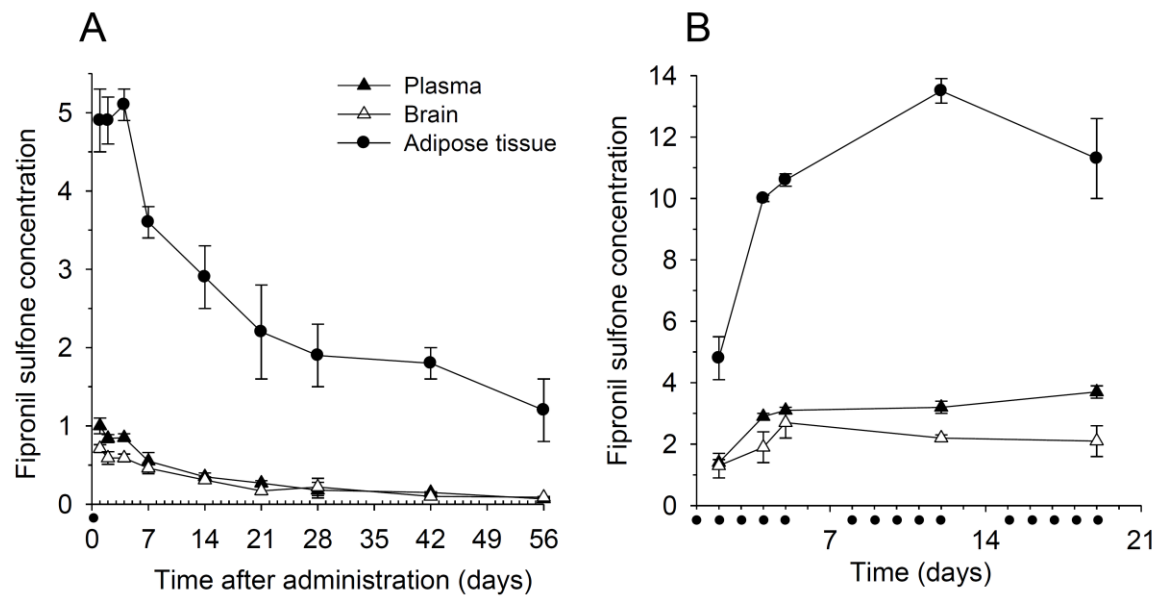 A
Fipronil sulfone concentration
5
4
3
2
1
0
Plasma
Brain
Adipose tissue
0 7 14 21 28 35 42 49 56
Time after administration (days)
B
Fipronil sulfone concentration
14
12
10
8
6
4
2
0
7 14 21
Time (days)